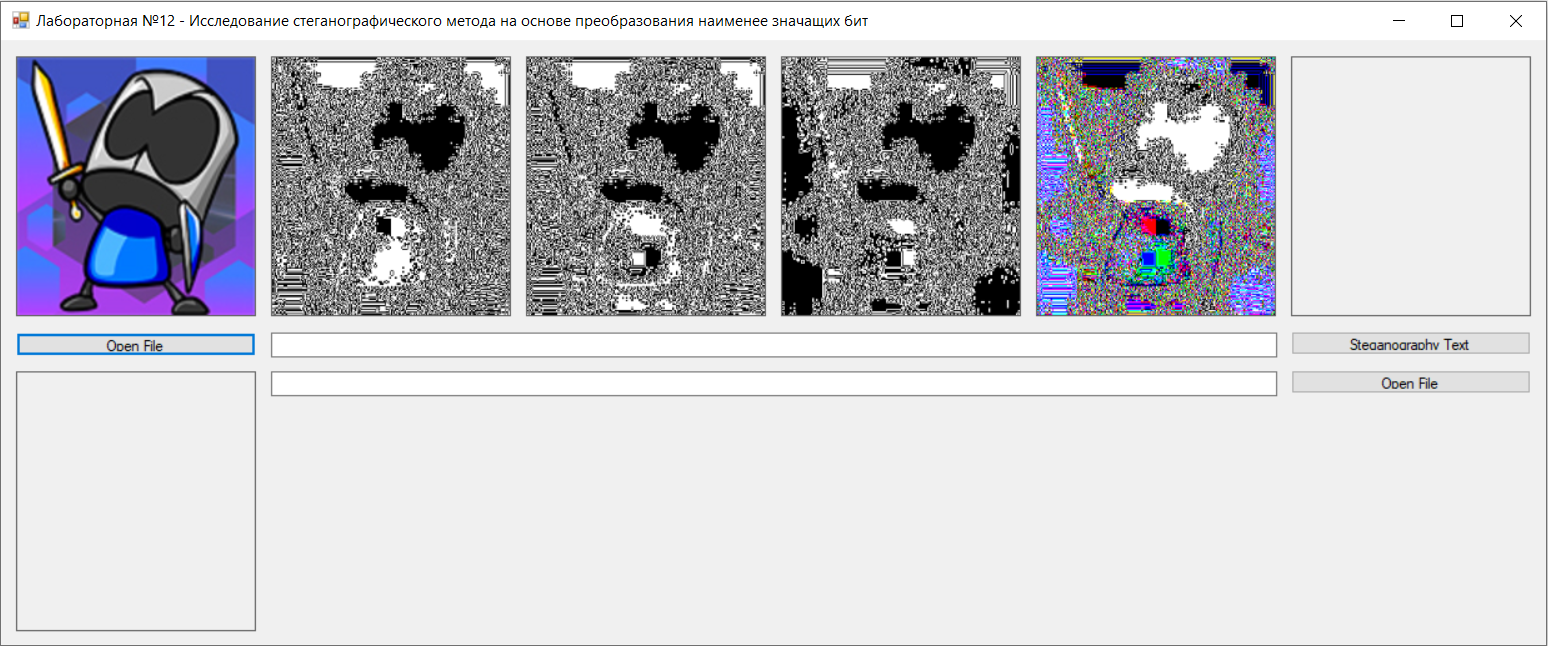 Лабораторная №12 - Исследование стеганографического метода на основе преобразования наименее значащих бит
Open File
Steganography Text
Open File